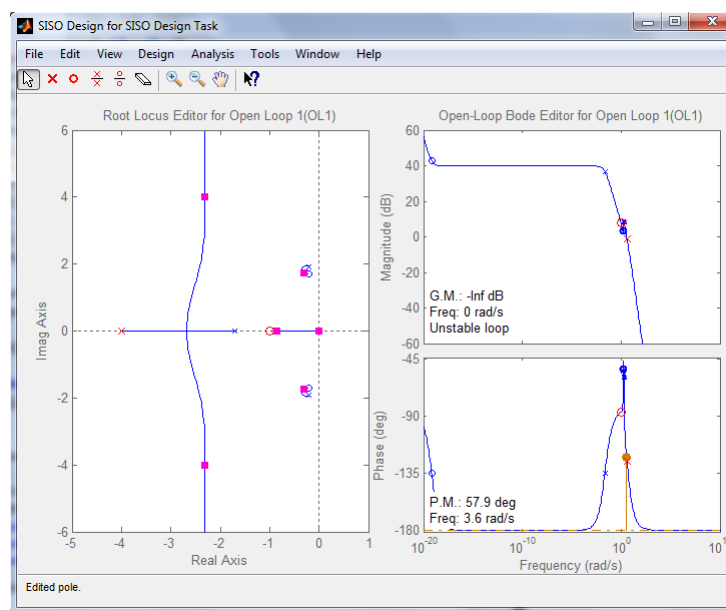 SISO Design for SISO Design Task
File Edit View Design Analysis Tools Window Help
Root Locus Editor for Open Loop 1(OL1)
6
4
2
0
-2
-4
-6
Imag Axis
-5 -4 -3 -2 -1 0 1
Real Axis
Open-Loop Bode Editor for Open Loop 1(OL1)
60
40
20
0
-20
-40
-60
Magnitude (dB)
G.M.: -Inf dB
Freq: 0 rad/s
Unstable loop
-45
-90
-135
-180
Phase (deg)
P.M.: 57.9 deg
Freq: 3.6 rad/s
10^-20 10^-10 10^0
Frequency (rad/s)
Edited pole.